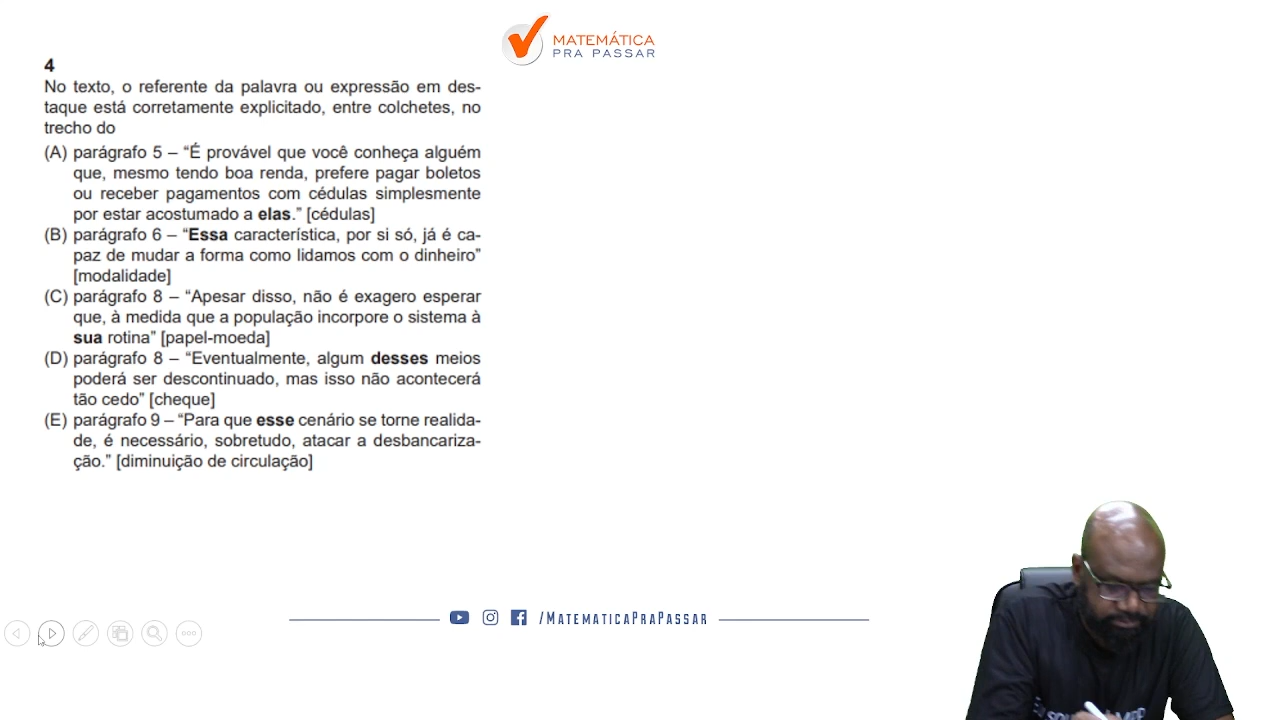 MATEMÁTICA
PRA PASSAR
4
No texto, o referente da palavra ou expressão em des-
taque está corretamente explicitado, entre colchetes, no
trecho do
(A) parágrafo 5 – “É provável que você conheça alguém
que, mesmo tendo boa renda, prefere pagar boletos
ou receber pagamentos com cédulas simplesmente
por estar acostumado a elas.” [cédulas]
(B) parágrafo 6 – “Essa característica, por si só, já é ca-
paz de mudar a forma como lidamos com o dinheiro”
[modalidade]
(C) parágrafo 8 – “Apesar disso, não é exagero esperar
que, à medida que a população incorpore o sistema à
sua rotina” [papel-moeda]
(D) parágrafo 8 – “Eventualmente, algum desses meios
poderá ser descontinuado, mas isso não acontecerá
tão cedo” [cheque]
(E) parágrafo 9 – “Para que esse cenário se torne realida-
de, é necessário, sobretudo, atacar a desbancariza-
ção.” [diminuição de circulação]
/MATEMATICAPRAPASSAR